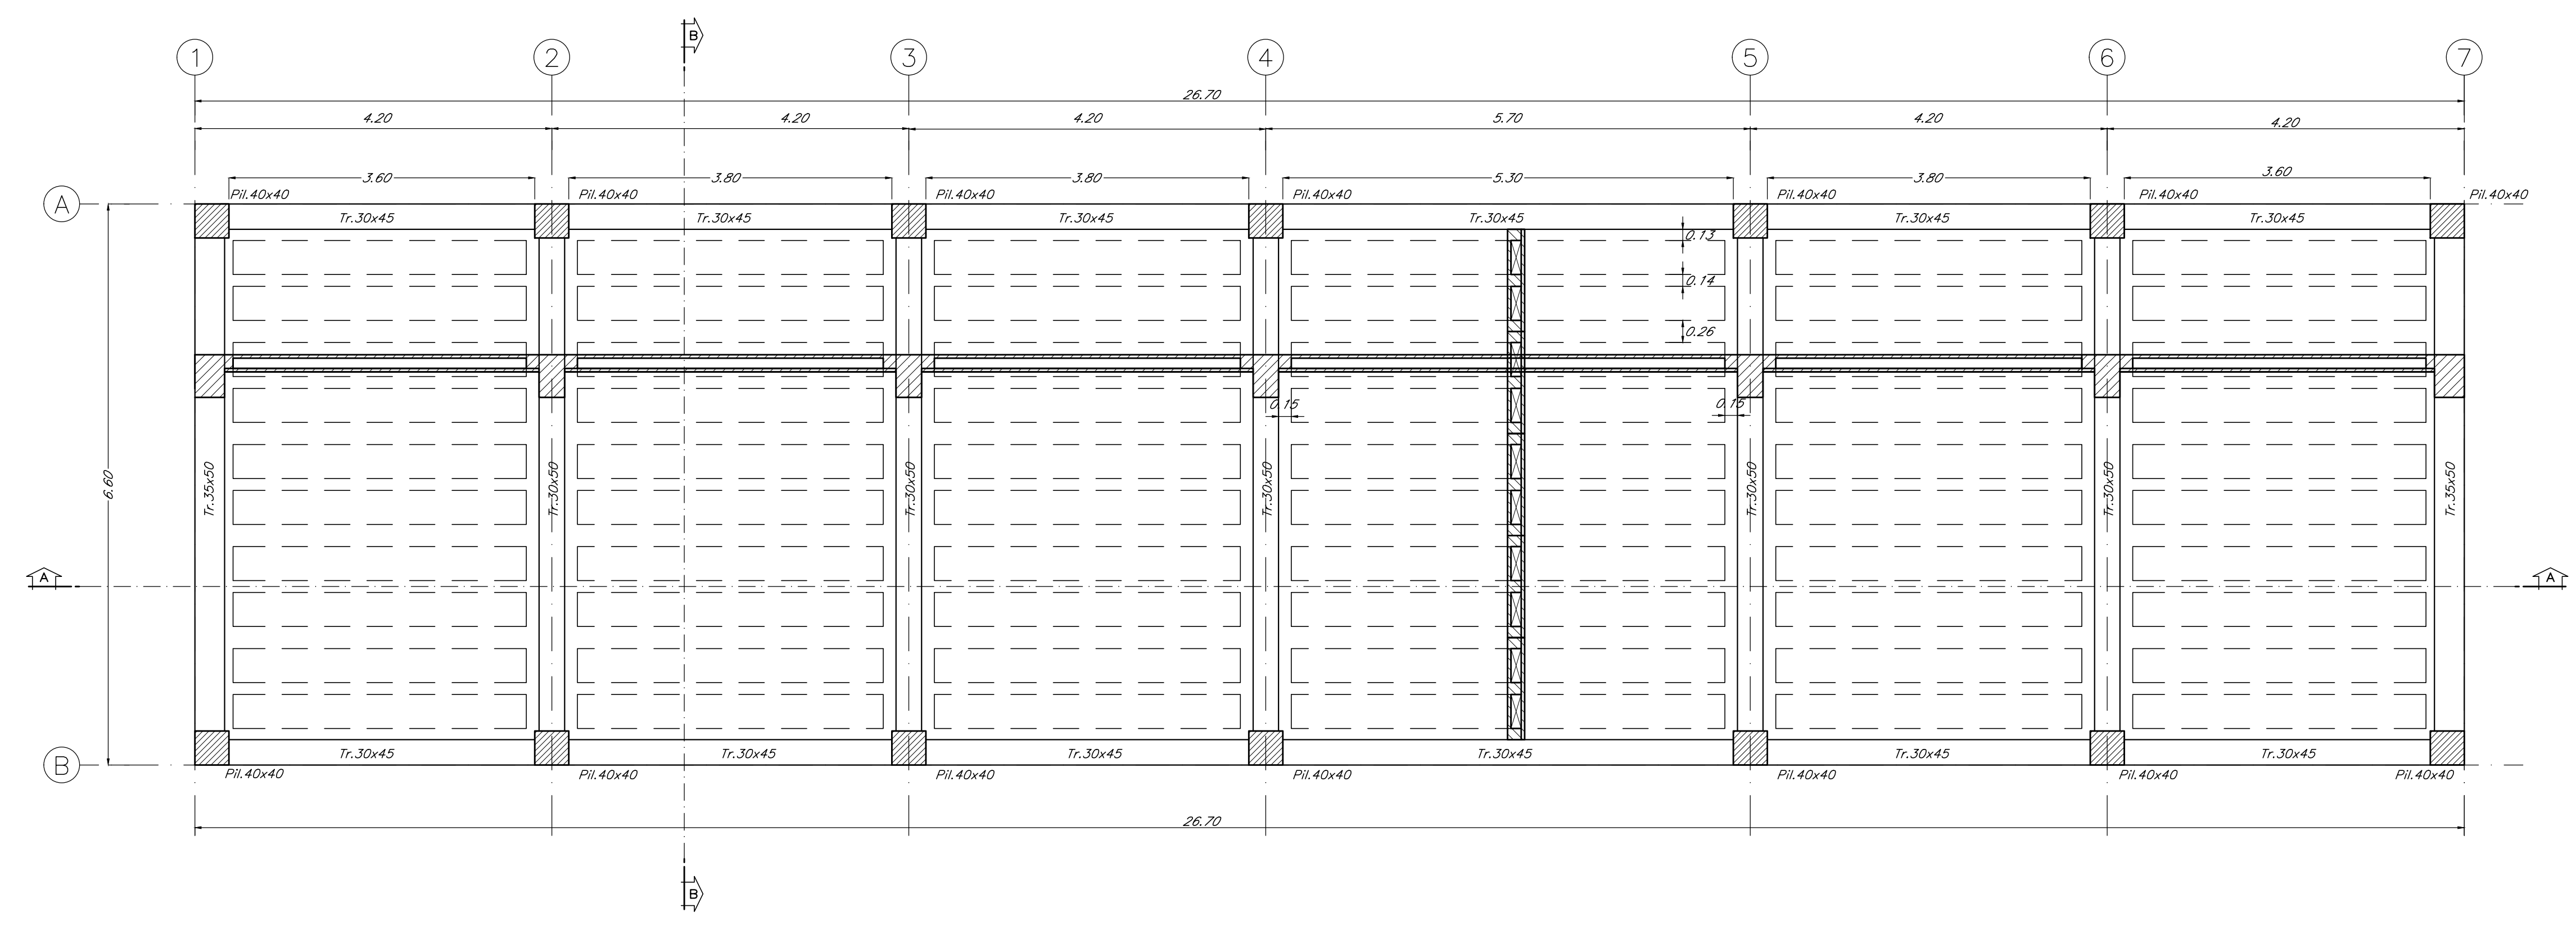 B
1 2 3 4 5 6 7
26.70
4.20 4.20 4.20 5.70 4.20 4.20
3.60 3.80 3.80 5.30 3.80 3.60
A
Pil.40x40 Pil.40x40 Pil.40x40 Pil.40x40 Pil.40x40 Pil.40x40 Pil.40x40
Tr.30x45 Tr.30x45 Tr.30x45 Tr.30x45 Tr.30x45 Tr.30x45
0.13
0.14
0.26
0.15 0.15
6.60
Tr.35x50 Tr.30x50 Tr.30x50 Tr.30x50 Tr.30x50 Tr.30x50 Tr.35x50
A A
B
Tr.30x45 Tr.30x45 Tr.30x45 Tr.30x45 Tr.30x45 Tr.30x45
Pil.40x40 Pil.40x40 Pil.40x40 Pil.40x40 Pil.40x40 Pil.40x40 Pil.40x40
26.70
B